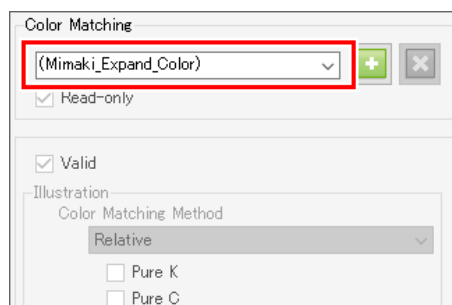 Color Matching
(Mimaki_Expand_Color)
Read-only
Valid
Illustration
Color Matching Method
Relative
Pure K
Pure C